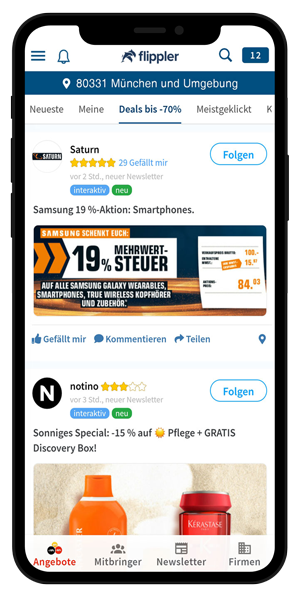 flippler
12
80331 München und Umgebung
Neueste Meine Deals bis -70% Meistgeklickt K
SATURN
Saturn
29 Gefällt mir
Folgen
vor 2 Std., neuer Newsletter
interaktiv neu
Samsung 19 %-Aktion: Smartphones.
SAMSUNG SCHENKT EUCH:
19% MEHRWERT-
STEUER
AUF ALLE SAMSUNG GALAXY WEARABLES,
SMARTPHONES, TRUE WIRELESS KOPFHÖRER
UND ZUBEHÖR.*
100.-
84.03
Gefällt mir Kommentieren Teilen
N
notino
Folgen
vor 3 Std., neuer Newsletter
interaktiv neu
Sonniges Special: -15 % auf 🌞 Pflege + GRATIS
Discovery Box!
KÉRASTASE
Angebote Mitbringer Newsletter Firmen